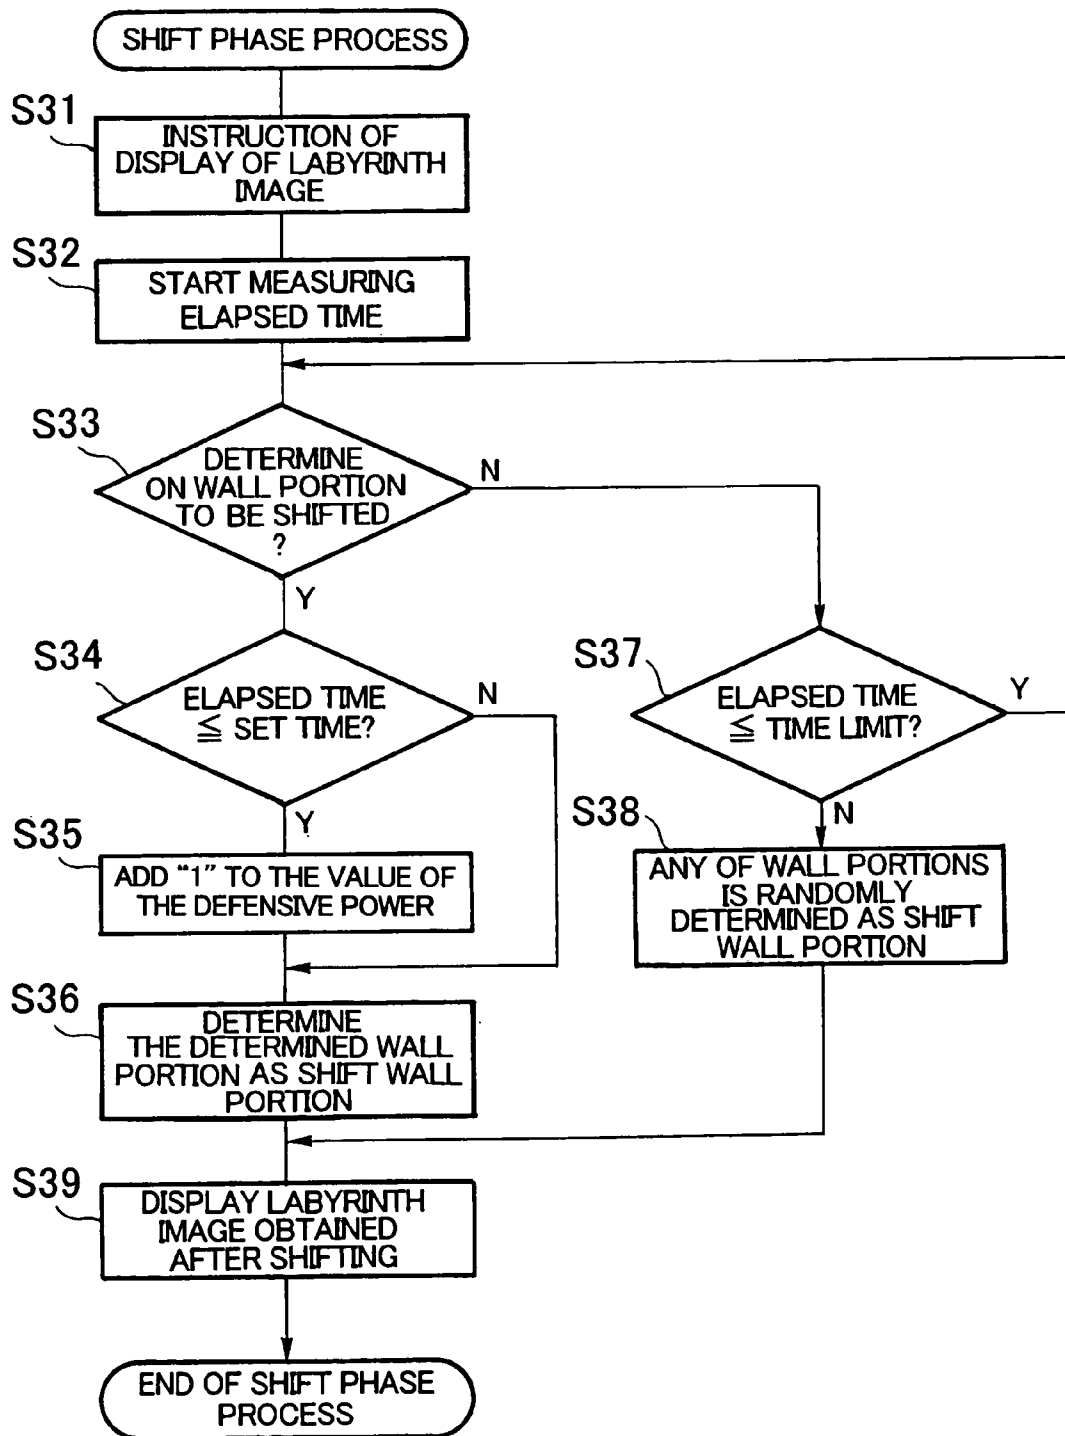 SHIFT PHASE PROCESS
S31
INSTRUCTION OF
DISPLAY OF LABYRINTH
IMAGE
S32
START MEASURING
ELAPSED TIME
S33
DETERMINE
ON WALL PORTION
TO BE SHIFTED
?
N
Y
S34
ELAPSED TIME
≦ SET TIME?
N
Y
S37
ELAPSED TIME
≦ TIME LIMIT?
Y
N
S35
ADD “1” TO THE VALUE OF
THE DEFENSIVE POWER
S38
ANY OF WALL PORTIONS
IS RANDOMLY
DETERMINED AS SHIFT
WALL PORTION
S36
DETERMINE
THE DETERMINED WALL
PORTION AS SHIFT WALL
PORTION
S39
DISPLAY LABYRINTH
IMAGE OBTAINED
AFTER SHIFTING
END OF SHIFT PHASE
PROCESS